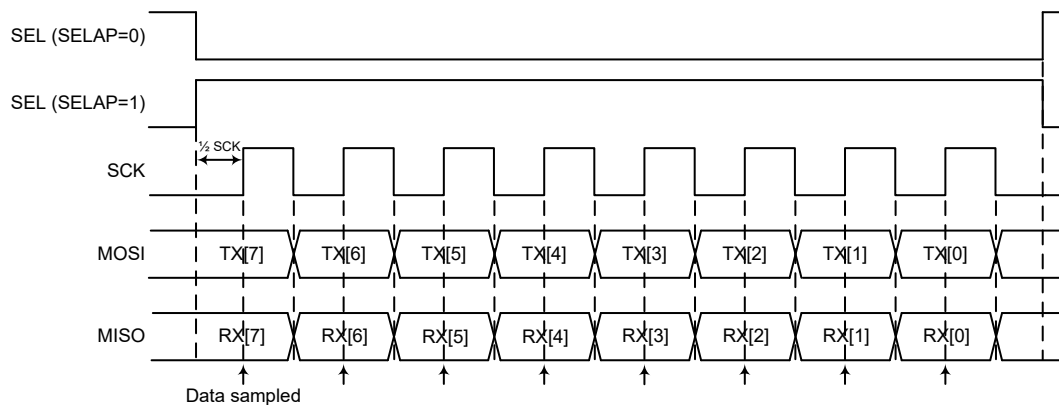 SEL (SELAP=0)
SEL (SELAP=1)
½ SCK
SCK
MOSI TX[7] TX[6] TX[5] TX[4] TX[3] TX[2] TX[1] TX[0]
MISO RX[7] RX[6] RX[5] RX[4] RX[3] RX[2] RX[1] RX[0]
Data sampled